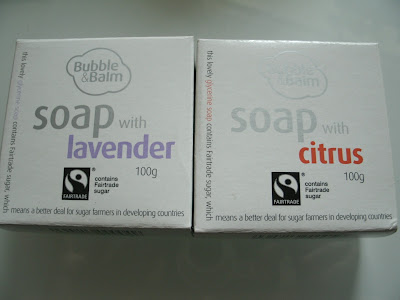 Bubble
&Balm
this lovely glycerine soap contains Fairtrade sugar, which
soap with
lavender
100g
FAIRTRADE
contains
Fairtrade
sugar
means a better deal for sugar farmers in developing countries
Bubble
&Balm
this lovely glycerine soap contains Fairtrade sugar, which
soap with
citrus
100g
FAIRTRADE
contains
Fairtrade
sugar
means a better deal for sugar farmers in developing countries